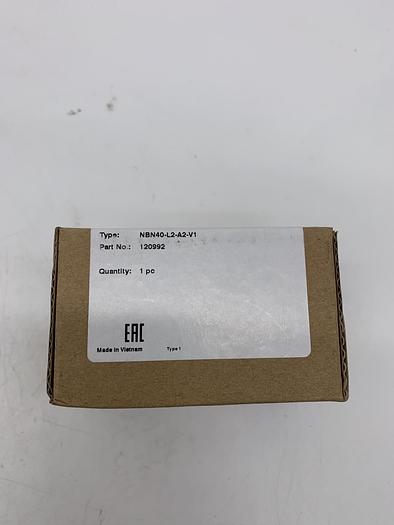 Type: NBN40-L2-A2-V1
Part No.: 120992
Quantity: 1 pc
EAC
Made in Vietnam Type 1